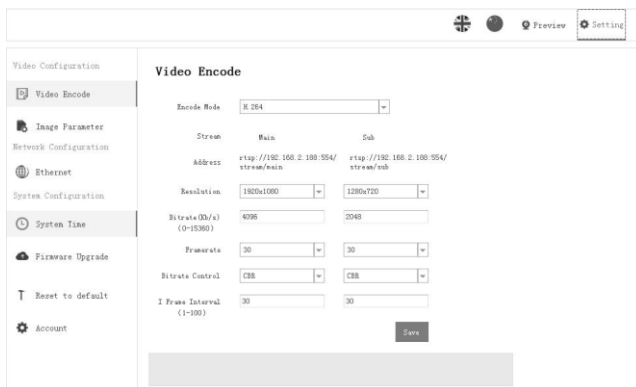 Preview
Setting
Video Configuration
Video Encode
Image Parameter
Network Configuration
Ethernet
System Configuration
System Time
Firmware Upgrade
Reset to default
Account
Video Encode
Encode Mode H.264
Stream Main Sub
Address rtsp://192.168.2.188:554/stream/main rtsp://192.168.2.188:554/stream/sub
Resolution 1920x1080 1280x720
Bitrate(Kb/s) 4096 2048
(0-15360)
Framerate 30 30
Bitrate Control CBR CBR
I Frame Interval 30 30
(1-100)
Save